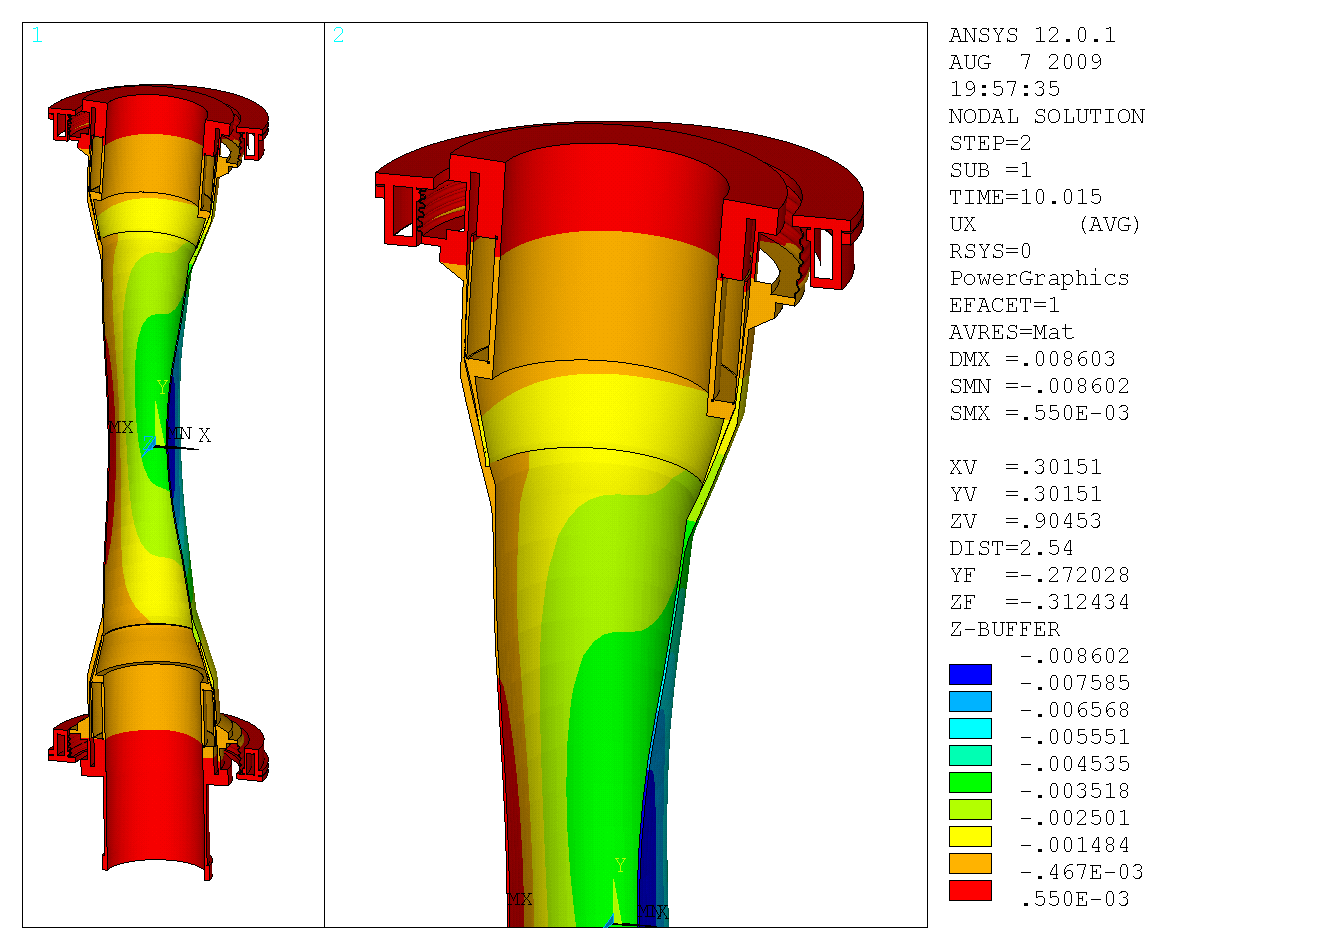 1
2
ANSYS 12.0.1
AUG  7 2009
19:57:35
NODAL SOLUTION
STEP=2
SUB =1
TIME=10.015
UX       (AVG)
RSYS=0
PowerGraphics
EFACET=1
AVRES=Mat
DMX =.008603
SMN =-.008602
SMX =.550E-03
XV  =.30151
YV  =.30151
ZV  =.90453
DIST=2.54
YF  =-.272028
ZF  =-.312434
Z-BUFFER
-.008602
-.007585
-.006568
-.005551
-.004535
-.003518
-.002501
-.001484
-.467E-03
.550E-03
Y
MX
MN
X
Z
Y
MX